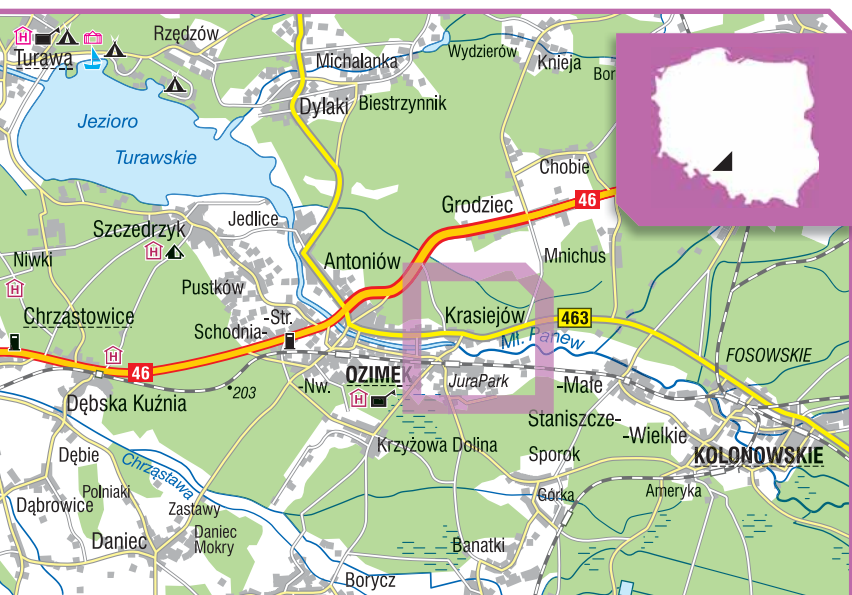 Rzędzów
Turawa
Michalanka
Wydzierów
Knieja
Bor
Dylaki
Biestrzynnik
Jezioro
Turawskie
Chobie
Grodziec
46
Szczedrzyk
Jedlice
Niwki
Antoniów
Mnichus
Pustków
Chrząstowice
Krasiejów
463
-Str.
Schodnia-
Mł. Panew
FOSOWSKIE
46
OZIMEK
-Nw.
JuraPark
-Małe
203
Dębska Kuźnia
Staniszcze-
-Wielkie
Krzyżowa Dolina
Dębie
Sporok
KOLONOWSKIE
Chrząstawa
Polniaki
Górka
Ameryka
Dąbrowice
Zastawy
Daniec
Daniec
Mokry
Banatki
Borycz